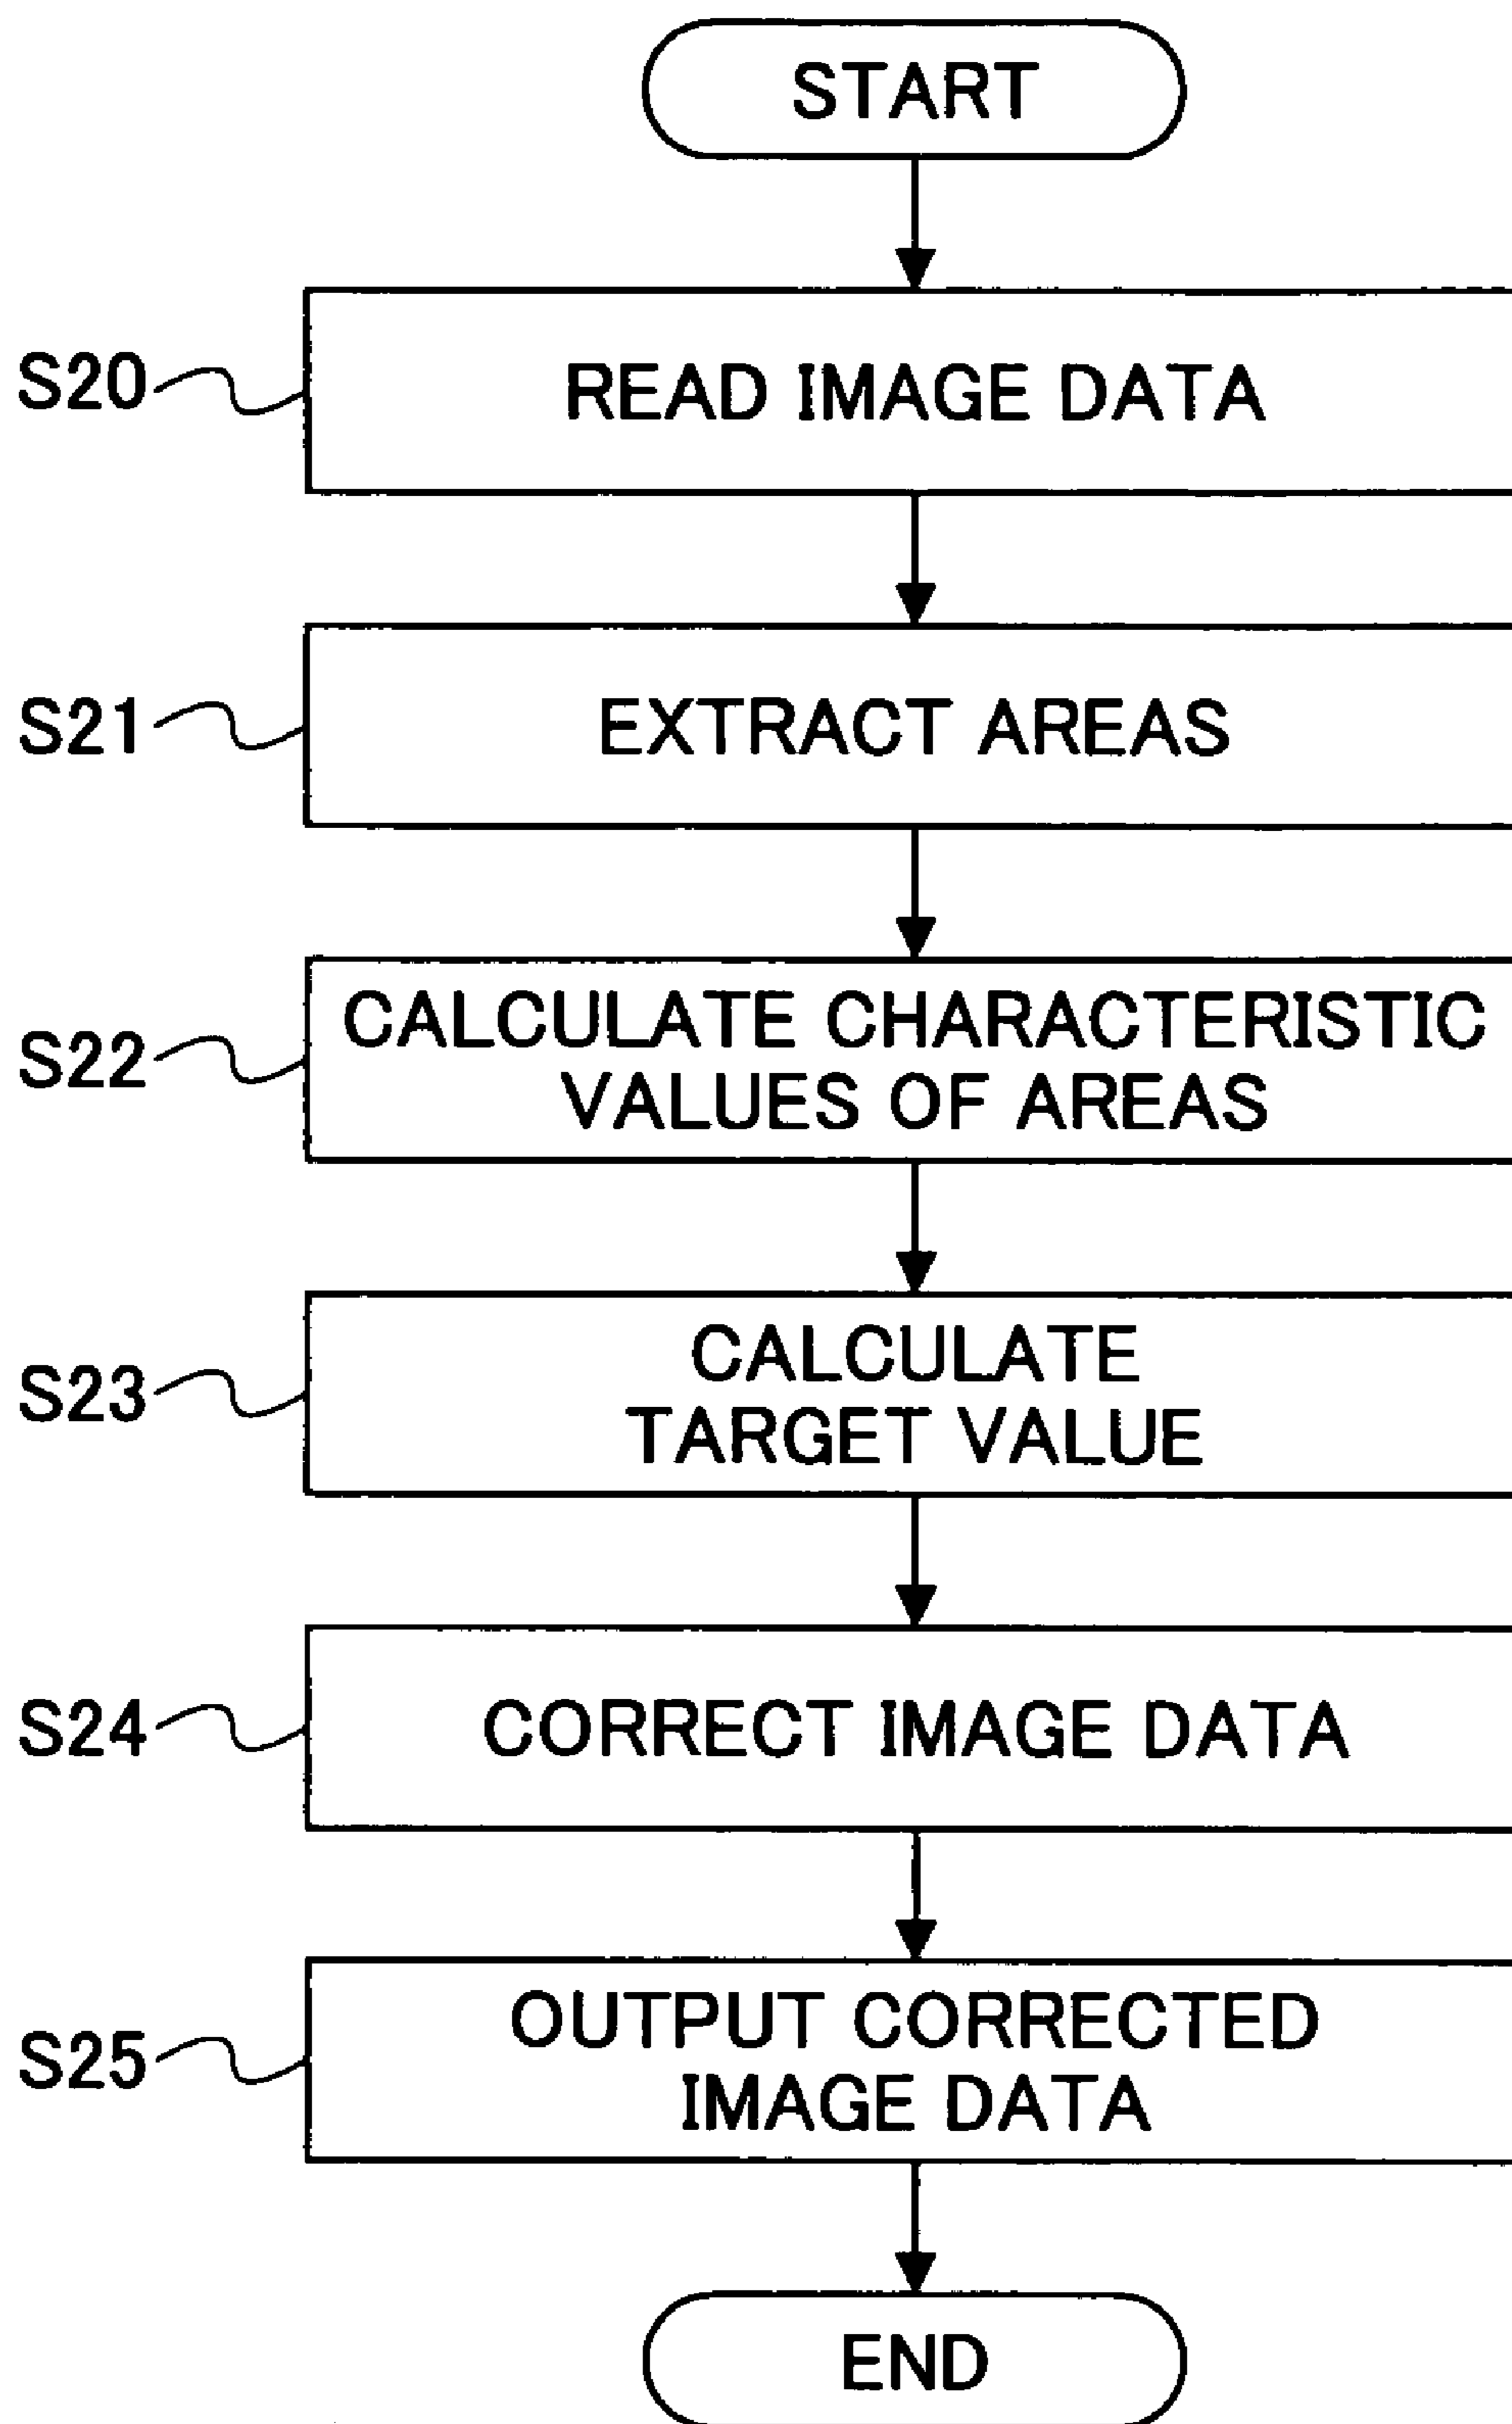 START
S20
READ IMAGE DATA
S21
EXTRACT AREAS
S22
CALCULATE CHARACTERISTIC
VALUES OF AREAS
S23
CALCULATE
TARGET VALUE
S24
CORRECT IMAGE DATA
S25
OUTPUT CORRECTED
IMAGE DATA
END